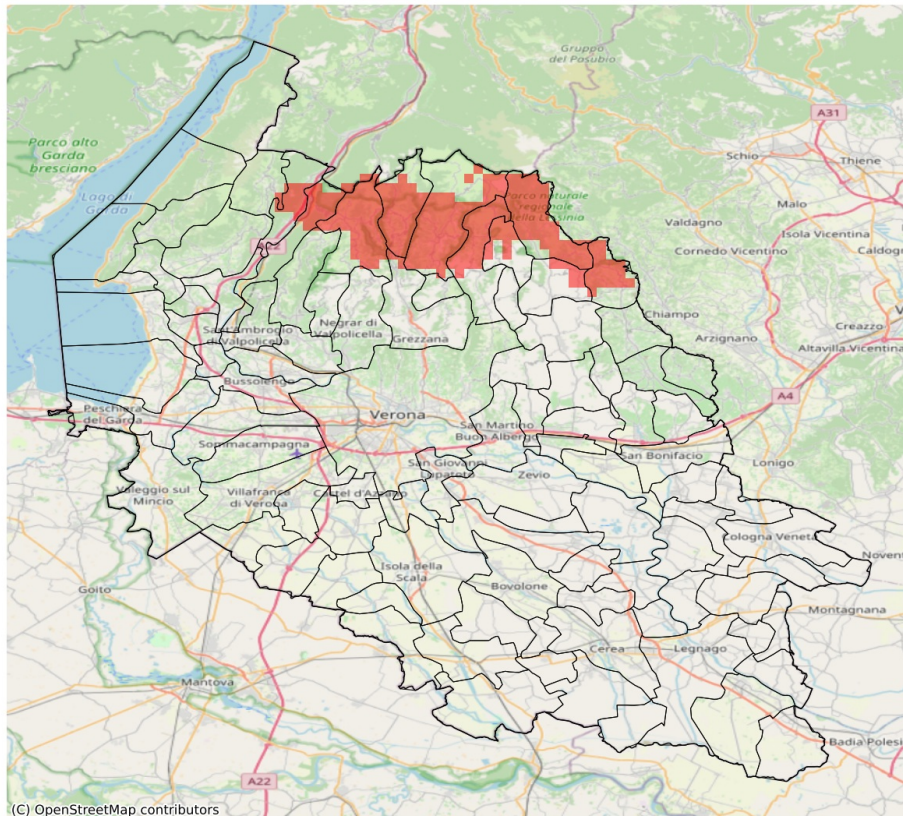 Gruppo
del Pasubio
A31
Parco alto
Garda
bresciano
Schio
Thiene
Lago di
Garda
Parco naturale
regionale
della Lessinia
Malo
Valdagno
Isola Vicentina
Cornedo Vicentino
Caldogn
A22
Chiampo
Sant'Ambrogio
di Valpolicella
Negrar di
Valpolicella
Grezzana
Arzignano
Creazzo
V
Altavilla Vicentina
Bussolengo
A4
Peschiera
del Garda
Verona
San Martino
Buon Albergo
Sommacampagna
San Giovanni
Lupatoto
Zevio
San Bonifacio
Lonigo
Valeggio sul
Mincio
Villafranca
di Verona
Castel d'Azzano
Cologna Veneta
Novent
Isola della
Scala
Bovolone
Goito
Montagnana
Cerea
Legnago
Mantova
Badia Polesi
A22
(C) OpenStreetMap contributors